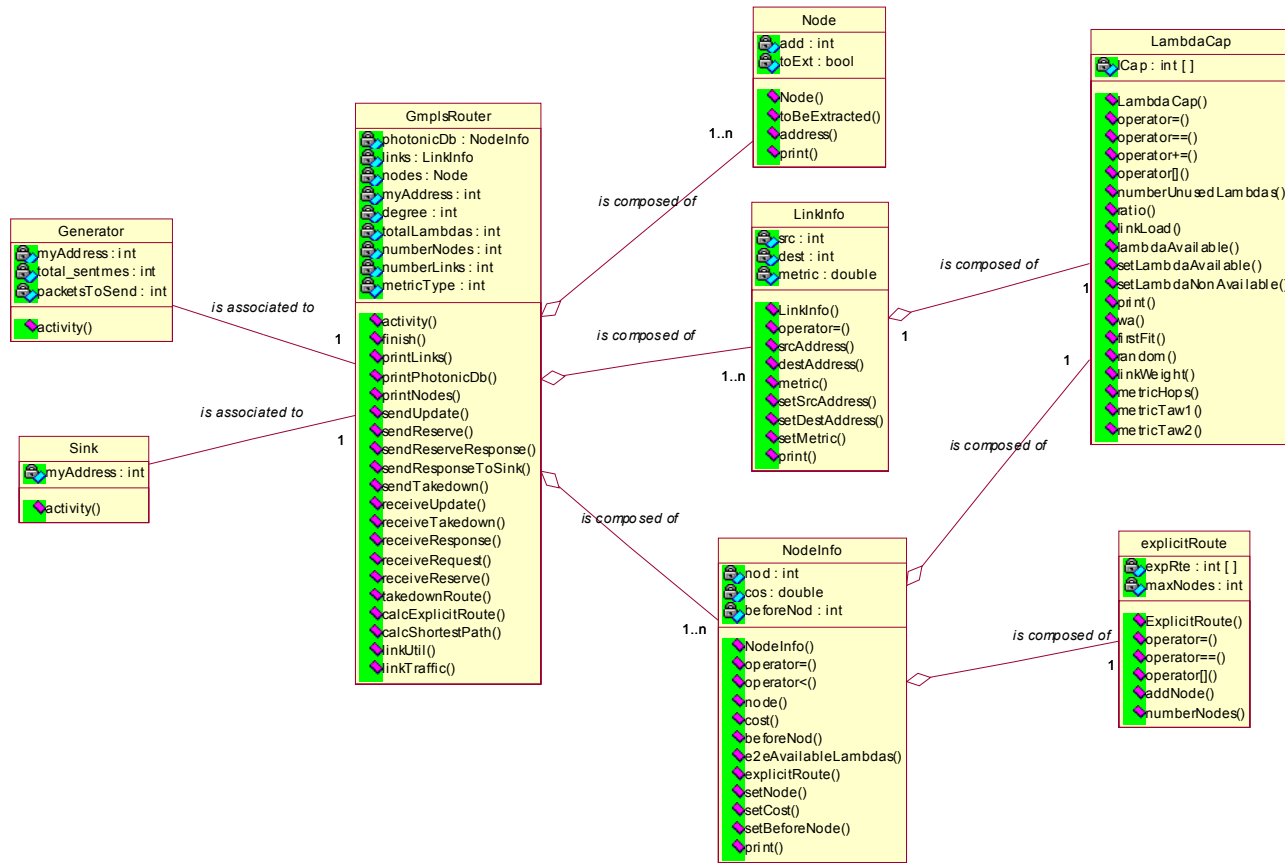 Generator
myAddress : int
total_sentmes : int
packetsToSend : int
activity()
Sink
myAddress : int
activity()
is associated to
1
is associated to
1
GmplsRouter
photonicDb : NodeInfo
links : LinkInfo
nodes : Node
myAddress : int
degree : int
totalLambdas : int
numberNodes : int
numberLinks : int
metricType : int
activity()
finish()
printLinks()
printPhotonicDb()
printNodes()
sendUpdate()
sendReserve()
sendReserveResponse()
sendResponseToSink()
sendTakedown()
receiveUpdate()
receiveTakedown()
receiveResponse()
receiveRequest()
receiveReserve()
takedownRoute()
calcExplicitRoute()
calcShortestPath()
linkUtil()
linkTraffic()
is composed of
1..n
is composed of
1..n
is composed of
1..n
Node
add : int
toExt : bool
Node()
toBeExtracted()
address()
print()
LinkInfo
src : int
dest : int
metric : double
LinkInfo()
operator=()
srcAddress()
destAddress()
metric()
setSrcAddress()
setDestAddress()
setMetric()
print()
NodeInfo
nod : int
cos : double
beforeNod : int
NodeInfo()
operator=()
operator<()
node()
cost()
beforeNod()
e2eAvailableLambdas()
explicitRoute()
setNode()
setCost()
setBeforeNode()
print()
is composed of
1
1
is composed of
1
is composed of
1
LambdaCap
lCap : int [ ]
LambdaCap()
operator=()
operator==()
operator+=()
operator[]()
numberUnusedLambdas()
ratio()
linkLoad()
lambdaAvailable()
setLambdaAvailable()
setLambdaNonAvailable()
print()
wa()
firstFit()
random()
linkWeight()
metricHops()
metricTaw1()
metricTaw2()
explicitRoute
expRte : int [ ]
maxNodes : int
ExplicitRoute()
operator=()
operator==()
operator[]()
addNode()
numberNodes()